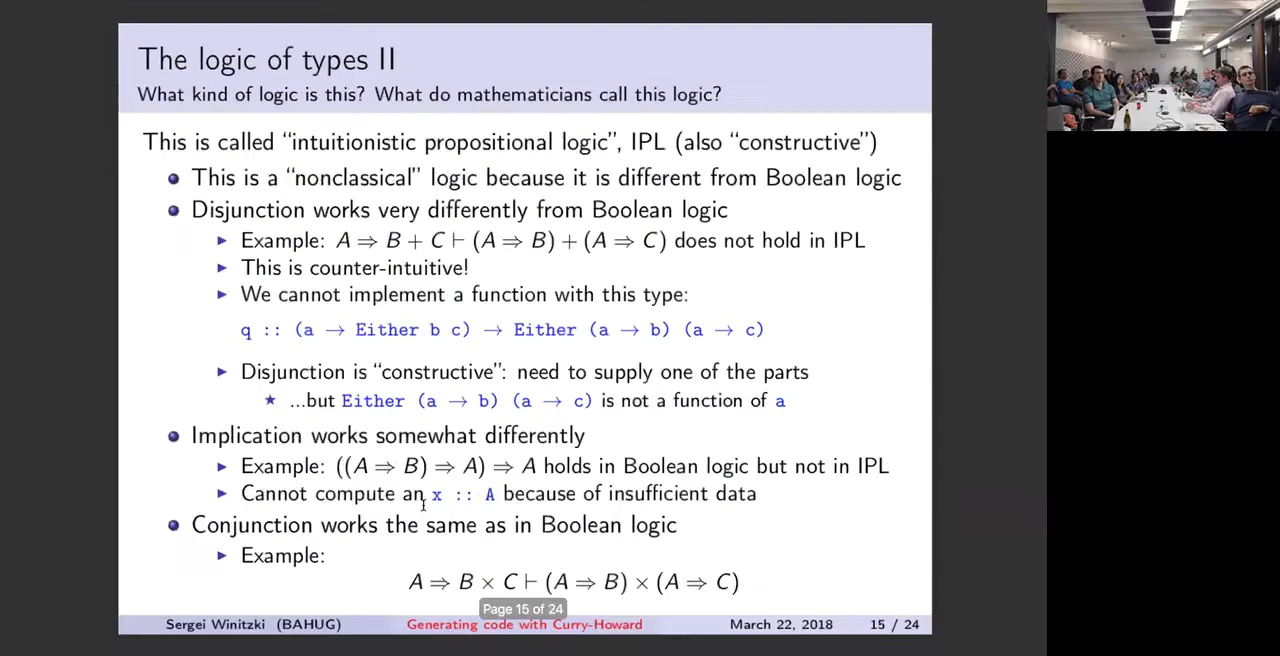 The logic of types II
What kind of logic is this? What do mathematicians call this logic?
This is called “intuitionistic propositional logic”, IPL (also “constructive”)
This is a “nonclassical” logic because it is different from Boolean logic
Disjunction works very differently from Boolean logic
Example: A ⇒ B + C ⊢ (A ⇒ B) + (A ⇒ C) does not hold in IPL
This is counter-intuitive!
We cannot implement a function with this type:
q :: (a → Either b c) → Either (a → b) (a → c)
Disjunction is “constructive”: need to supply one of the parts
...but Either (a → b) (a → c) is not a function of a
Implication works somewhat differently
Example: ((A ⇒ B) ⇒ A) ⇒ A holds in Boolean logic but not in IPL
Cannot compute an x :: A because of insufficient data
Conjunction works the same as in Boolean logic
Example:
A ⇒ B × C ⊢ (A ⇒ B) × (A ⇒ C)
Page 15 of 24
Sergei Winitzki (BAHUG) Generating code with Curry-Howard March 22, 2018 15 / 24